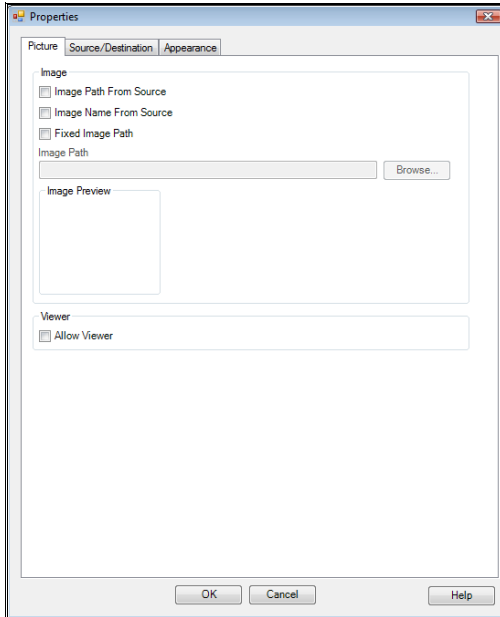 Properties
Picture Source/Destination Appearance
Image
Image Path From Source
Image Name From Source
Fixed Image Path
Image Path
Browse...
Image Preview
Viewer
Allow Viewer
OK Cancel Help